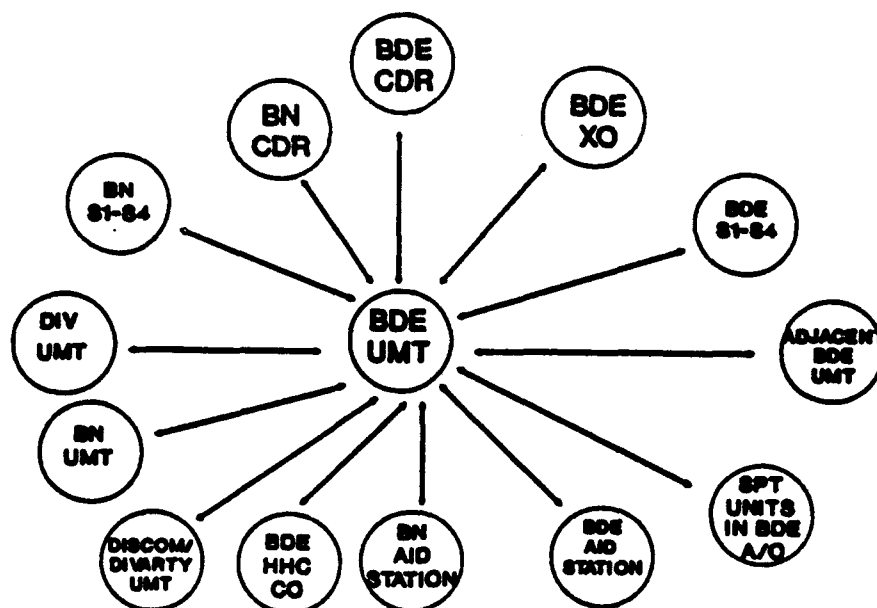 BDE
CDR
BN
CDR
BDE
XO
BN
S1-S4
BDE
S1-S4
DIV
UMT
BDE
UMT
ADJACENT
BDE
UMT
BN
UMT
DISCOM/
DIVARTY
UMT
BDE
HHC
CO
BN
AID
STATION
BDE
AID
STATION
SPT
UNITS
IN BDE
A/O